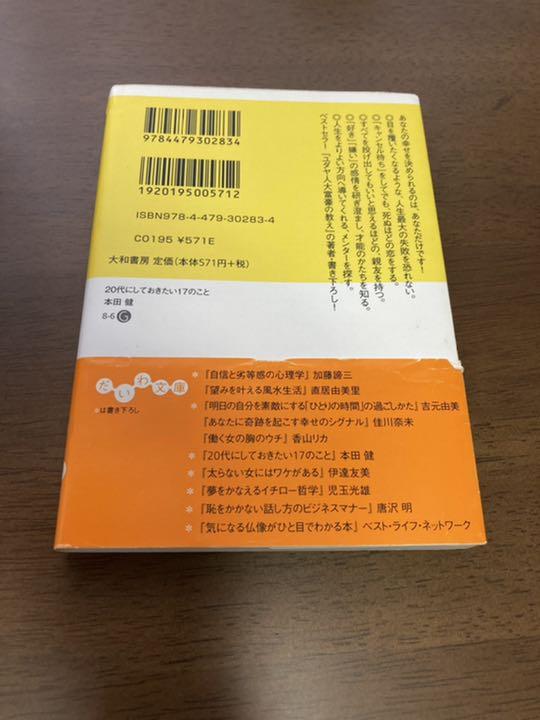 あなたの幸せを決められるのは、あなただけです!
◎目を覆いたくなるような、人生最大の失敗を恐れない。
◎「キャンセル待ち」をしてでも、死ぬほどの恋をする。
◎すべてを投げ出してもいいと思えるほどの、親友を持つ。
◎「好き」「嫌い」の感情を研ぎ澄まし、才能のかたちを知る。
◎人生をよりよい方向へ導いてくれる、メンターを探す。
ベストセラー『ユダヤ人大富豪の教え』の著者・書き下ろし!
9784479302834
1920195005712
ISBN978-4-479-30283-4
C0195 ¥571E
大和書房 定価(本体571円+税)
20代にしておきたい17のこと
本田 健
8-6 G
だいわ文庫
*は書き下ろし
*『自信と劣等感の心理学』加藤諦三
『望みを叶える風水生活』直居由美里
*『明日の自分を素敵にする「ひとりの時間」の過ごしかた』吉元由美
『あなたに奇跡を起こす幸せのシグナル』佳川奈未
『働く女の胸のウチ』香山リカ
*『20代にしておきたい17のこと』本田 健
*『太らない女にはワケがある』伊達友美
*『夢をかなえるイチロー哲学』児玉光雄
*『恥をかかない話し方のビジネスマナー』唐沢 明
*『気になる仏像がひと目でわかる本』ベスト・ライフ・ネットワーク